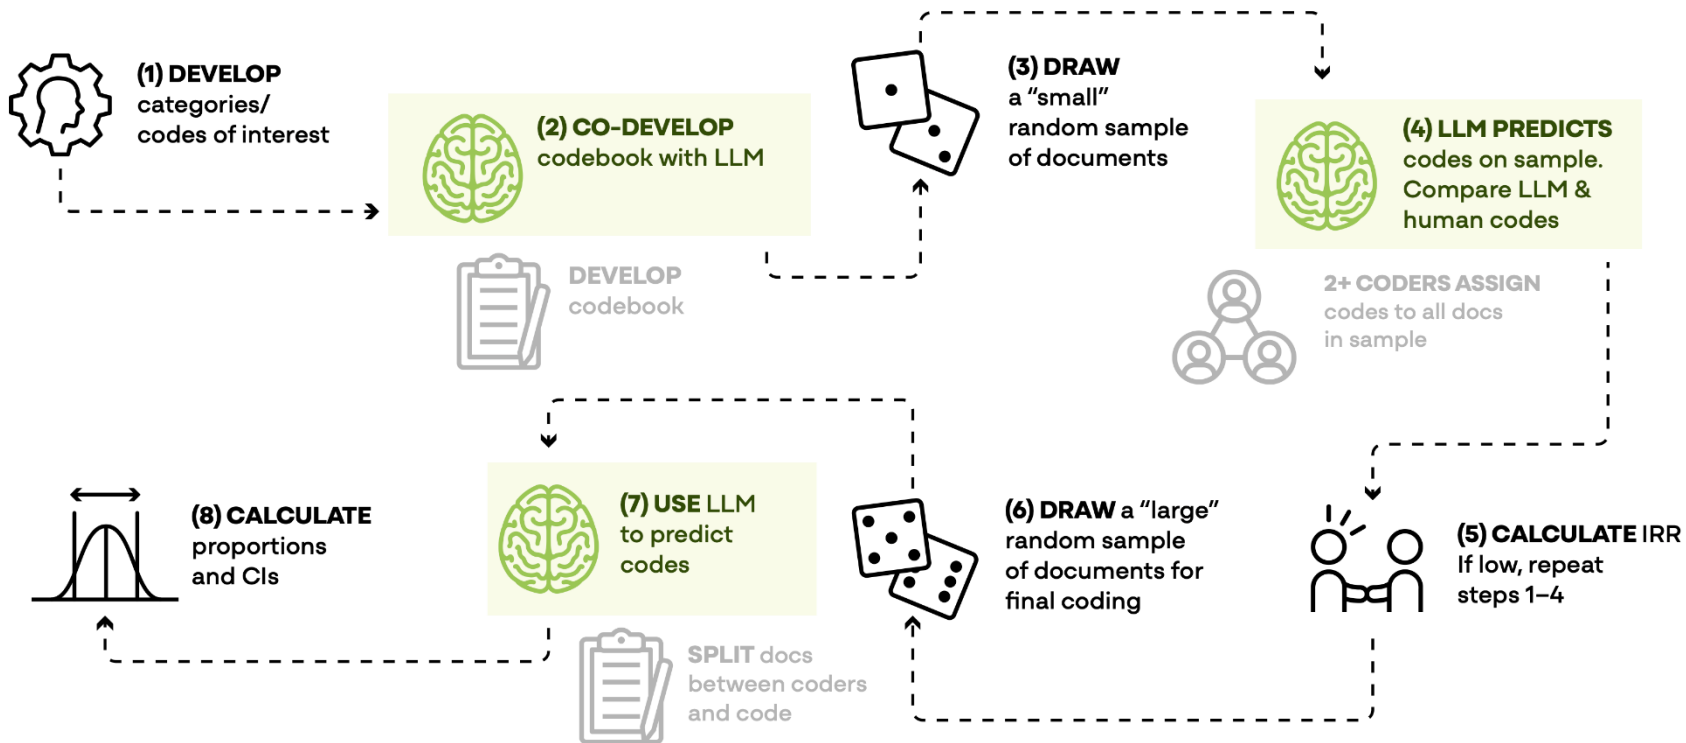 (1) DEVELOP
categories/
codes of interest
(2) CO-DEVELOP
codebook with LLM
DEVELOP
codebook
(3) DRAW
a “small”
random sample
of documents
(4) LLM PREDICTS
codes on sample.
Compare LLM &
human codes
2+ CODERS ASSIGN
codes to all docs
in sample
(5) CALCULATE IRR
If low, repeat
steps 1–4
(6) DRAW a “large”
random sample
of documents for
final coding
(7) USE LLM
to predict
codes
SPLIT docs
between coders
and code
(8) CALCULATE
proportions
and CIs